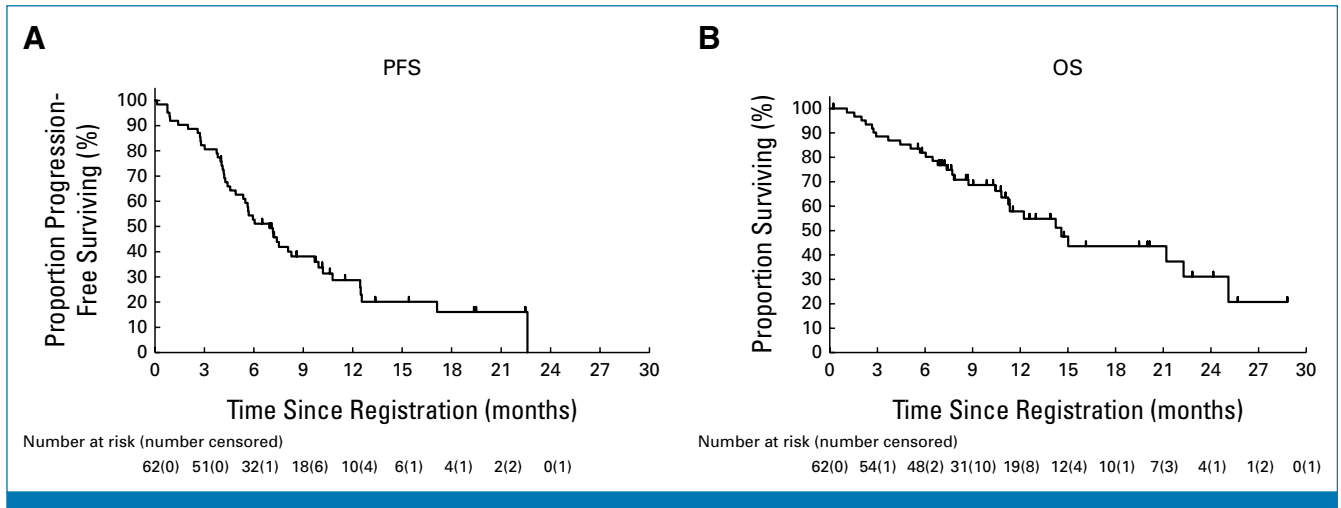 A
PFS
Proportion Progression-
Free Surviving (%)
100
90
80
70
60
50
40
30
20
10
0
0 3 6 9 12 15 18 21 24 27 30
Time Since Registration (months)
Number at risk (number censored)
62(0) 51(0) 32(1) 18(6) 10(4) 6(1) 4(1) 2(2) 0(1)
B
OS
Proportion Surviving (%)
100
90
80
70
60
50
40
30
20
10
0
0 3 6 9 12 15 18 21 24 27 30
Time Since Registration (months)
Number at risk (number censored)
62(0) 54(1) 48(2) 31(10) 19(8) 12(4) 10(1) 7(3) 4(1) 1(2) 0(1)